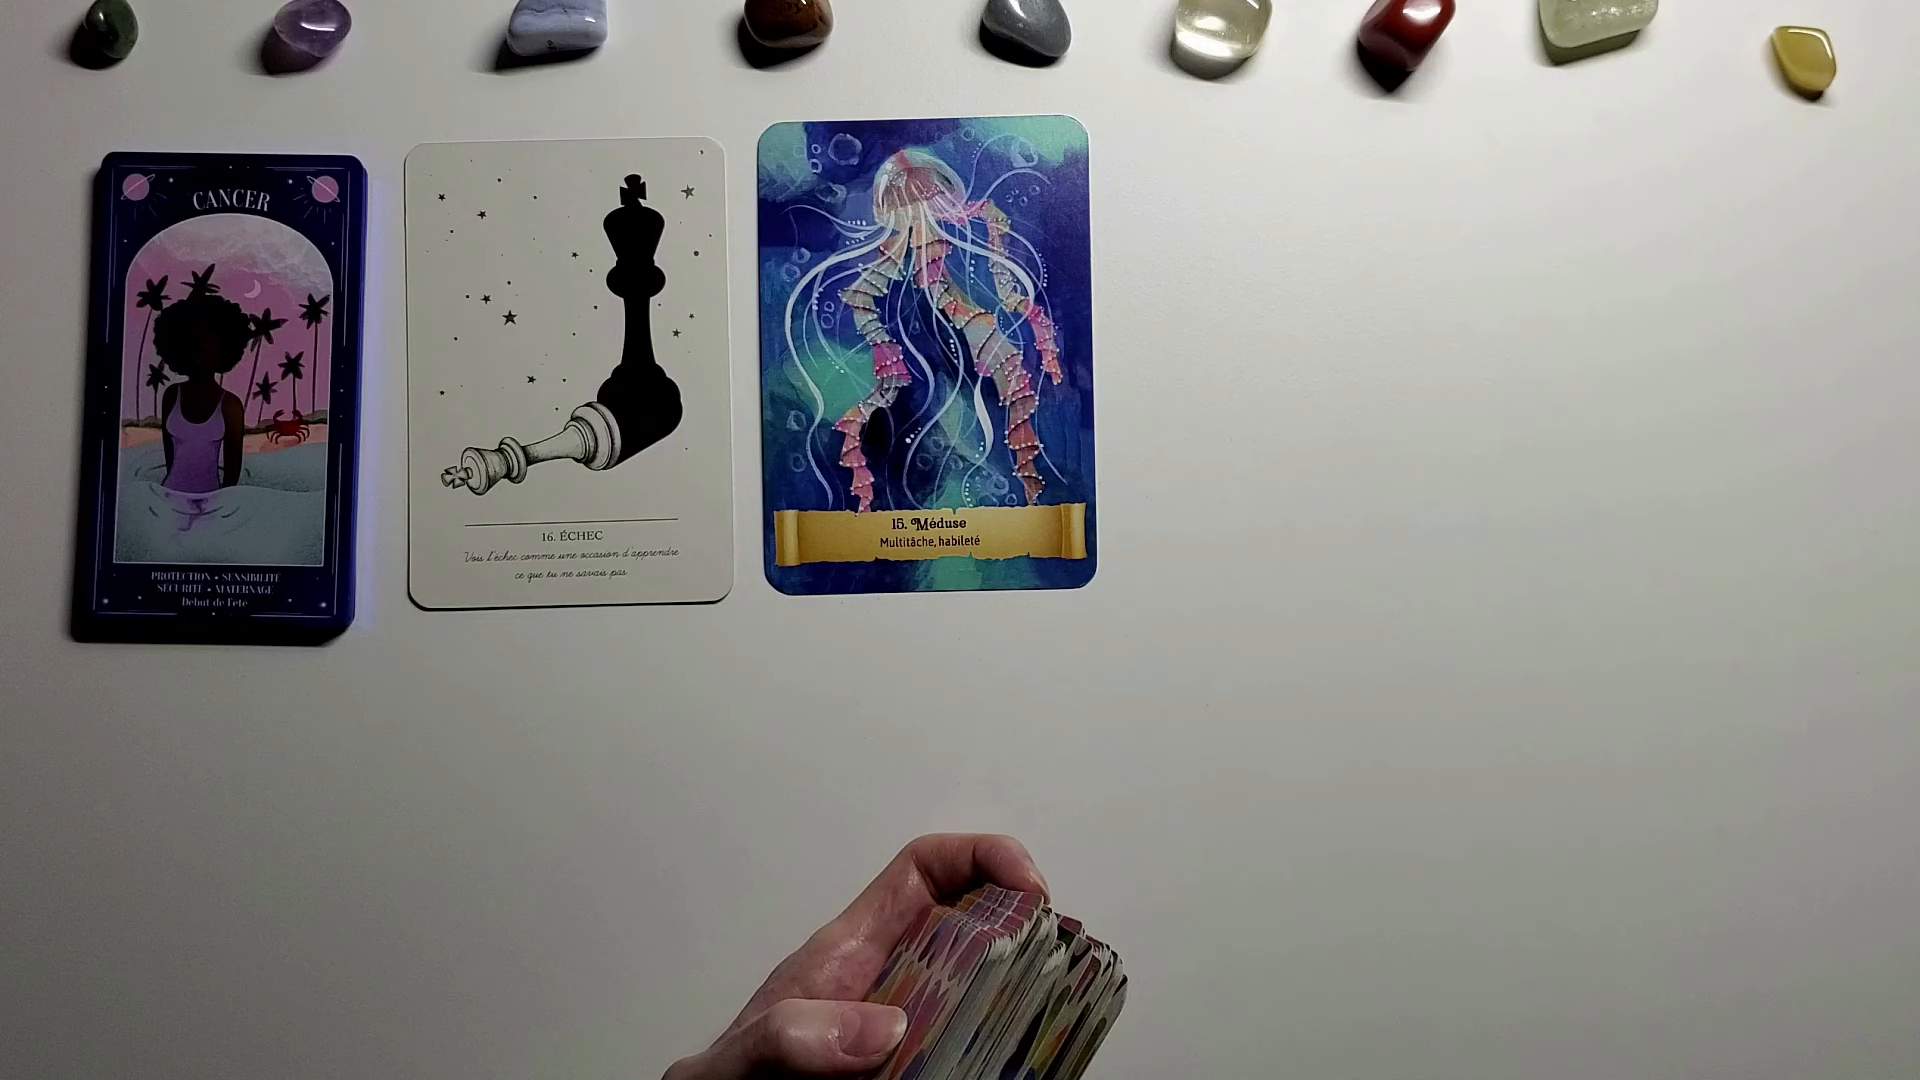 CANCER
PROTECTION • SENSIBILITÉ
SÉCURITÉ • MATERNAGE
Début de l'été
16. ÉCHEC
Vois l'échec comme une occasion d'apprendre
ce que tu ne savais pas.
15. Méduse
Multitâche, habileté